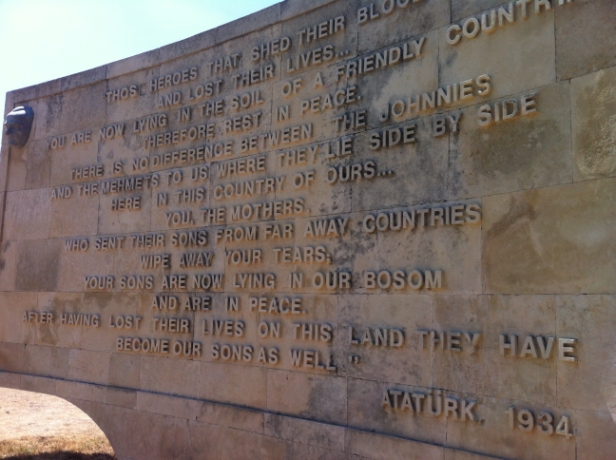 THOS HEROES THAT SHED THEIR BLOOD
AND LOST THEIR LIVES...
YOU ARE NOW LYING IN THE SOIL OF A FRIENDLY COUNTRY
THEREFORE REST IN PEACE.
THERE IS NO DIFFERENCE BETWEEN THE JOHNNIES
AND THE MEHMETS TO US WHERE THEY LIE SIDE BY SIDE
HERE IN THIS COUNTRY OF OURS...
YOU, THE MOTHERS,
WHO SENT THEIR SONS FROM FAR AWAY COUNTRIES
WIPE AWAY YOUR TEARS,
YOUR SONS ARE NOW LYING IN OUR BOSOM
AND ARE IN PEACE.
AFTER HAVING LOST THEIR LIVES ON THIS LAND THEY HAVE
BECOME OUR SONS AS WELL"
ATATÜRK, 1934